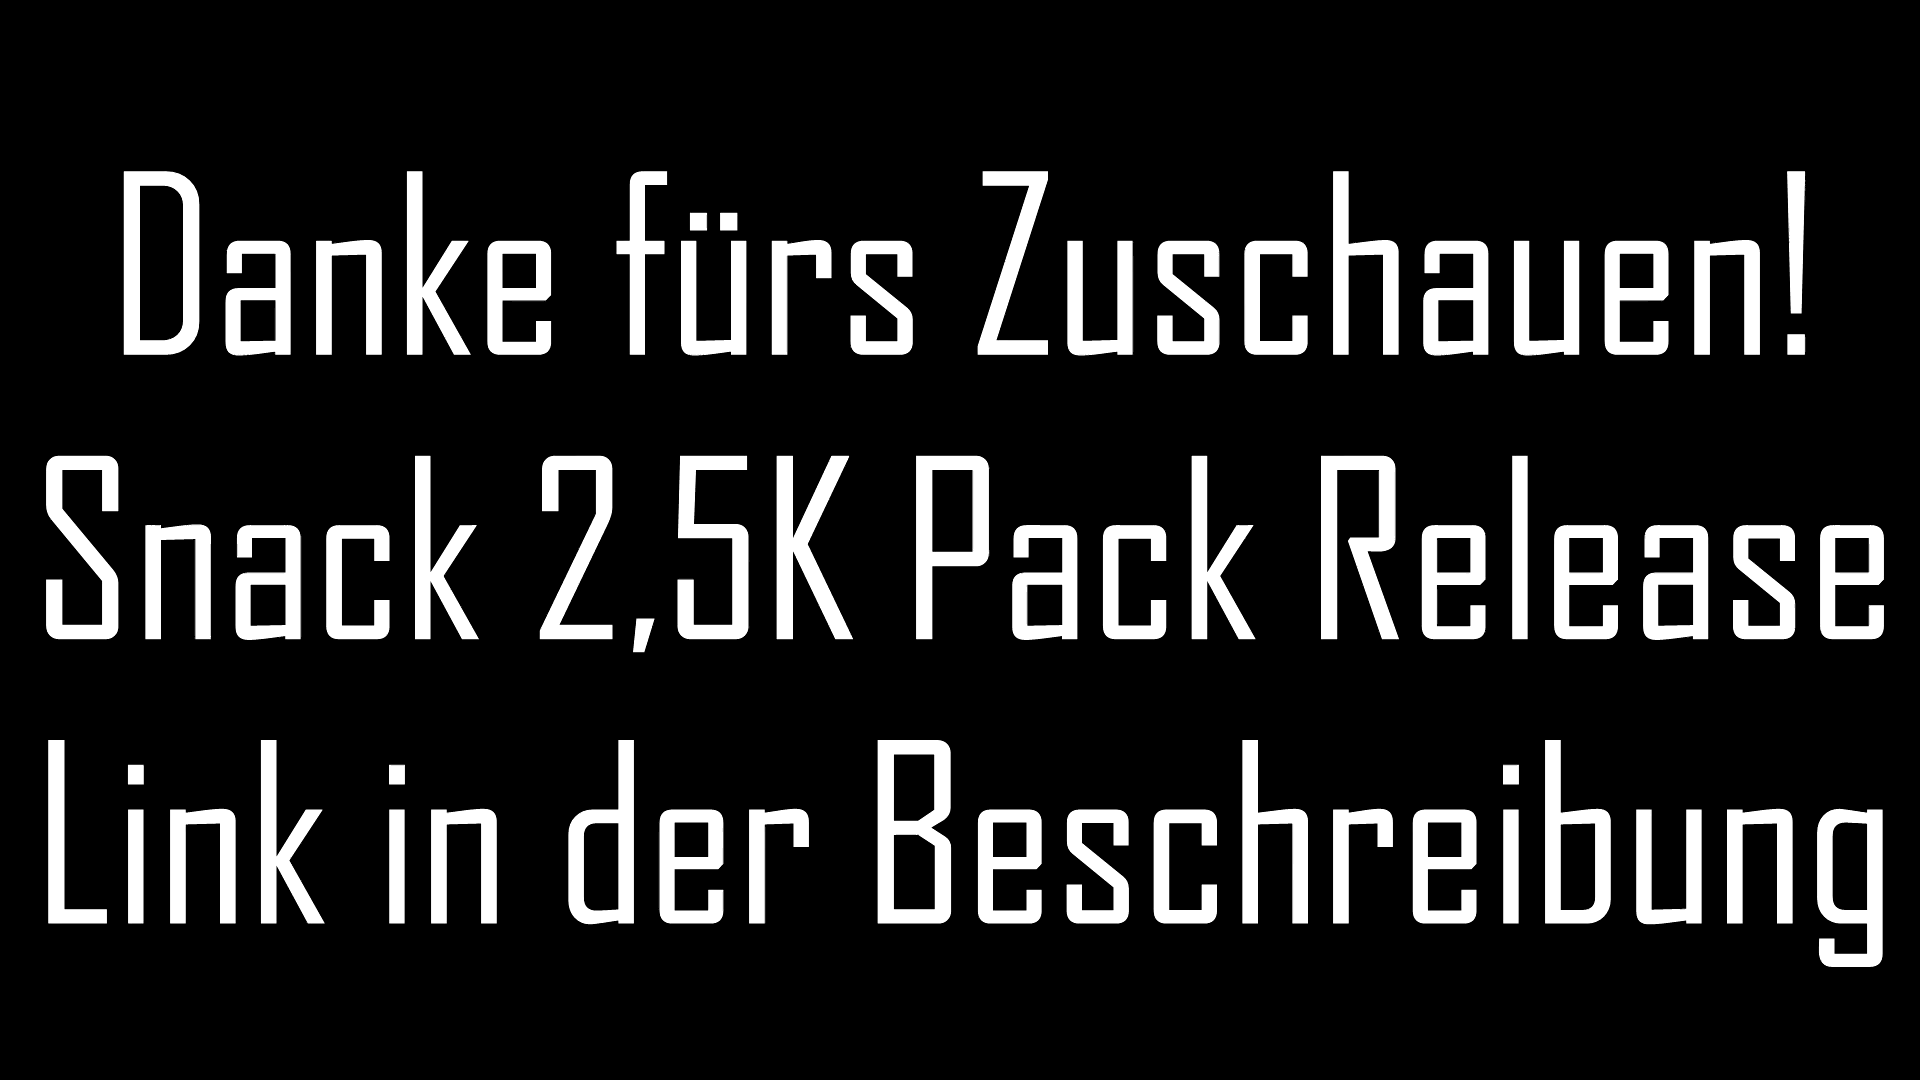 Danke fürs Zuschauen!
Snack 2,5K Pack Release
Link in der Beschreibung